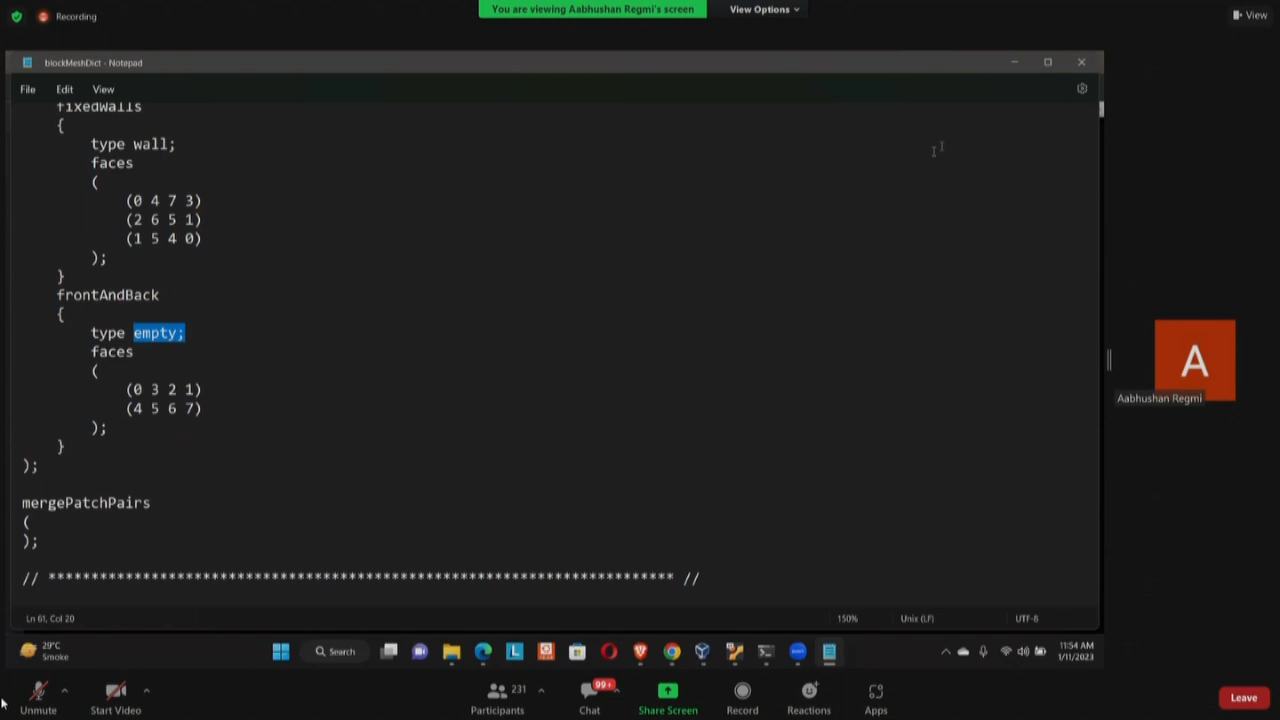 Recording
You are viewing Aabhushan Regmi's screen
View Options
View
blockMeshDict - Notepad
File Edit View
fixedWalls
{
type wall;
faces
(
(0 4 7 3)
(2 6 5 1)
(1 5 4 0)
);
}
frontAndBack
{
type empty;
faces
(
(0 3 2 1)
(4 5 6 7)
);
}
);
mergePatchPairs
(
);
// ************************************************************************* //
A
Aabhushan Regmi
Ln 61, Col 20
150%
Unix (LF)
UTF-8
29°C
Smoke
Search
11:54 AM
1/11/2023
Unmute
Start Video
231
Participants
99+
Chat
Share Screen
Record
Reactions
Apps
Leave